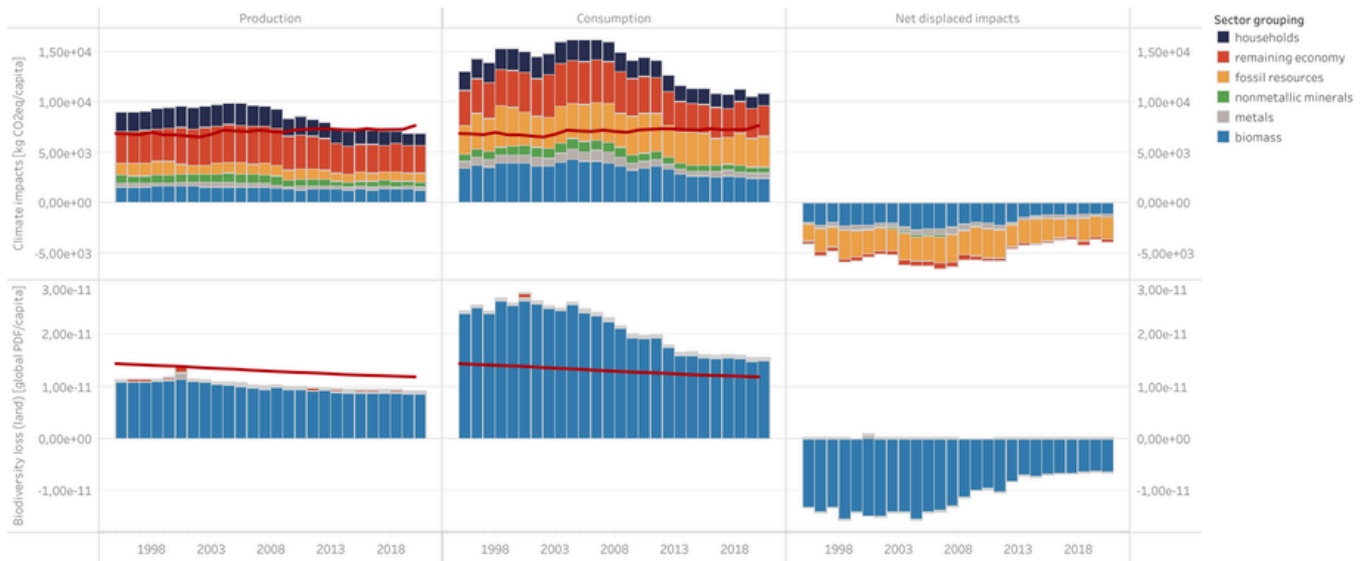 Production
Consumption
Net displaced impacts
Sector grouping
households
remaining economy
fossil resources
nonmetallic minerals
metals
biomass
Climate impacts [kg CO2eq/capita]
1,50e+04
1,00e+04
5,00e+03
0,00e+00
-5,00e+03
1,50e+04
1,00e+04
5,00e+03
0,00e+00
-5,00e+03
Biodiversity loss (land) [global PDF/capita]
3,00e-11
2,00e-11
1,00e-11
0,00e+00
-1,00e-11
3,00e-11
2,00e-11
1,00e-11
0,00e+00
-1,00e-11
1998 2003 2008 2013 2018
1998 2003 2008 2013 2018
1998 2003 2008 2013 2018